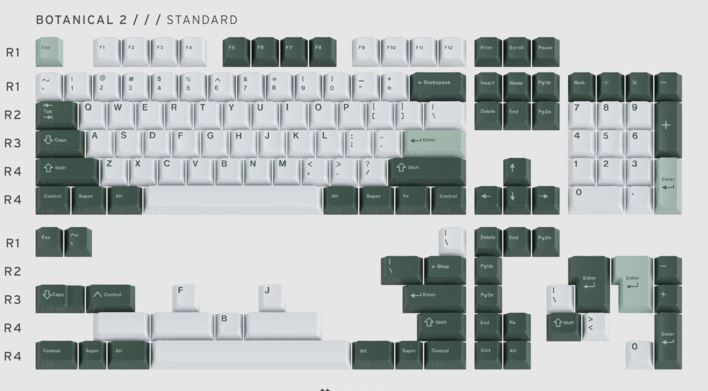 BOTANICAL 2 /// STANDARD
R1 Esc F1 F2 F3 F4 F5 F6 F7 F8 F9 F10 F11 F12 Print Scroll Pause
R1 ~ ` ! 1 @ 2 # 3 $ 4 % 5 ^ 6 & 7 * 8 ( 9 ) 0 _ - + = ← Backspace Insert Home PgUp Num ÷ × −
R2 Tab Q W E R T Y U I O P { [ } ] | \ Delete End PgDn 7 8 9 +
R3 Caps A S D F G H J K L : ; " ' Enter 4 5 6
R4 Shift Z X C V B N M < , > . ? / Shift ↑ 1 2 3 Enter
R4 Control Super Alt Alt Super Fn Control ← ↓ → 0 .
R1 Esc ~ ` | \ Delete End PgDn
R2 | \ ← Bksp PgUp Enter Enter −
R3 Caps Control F J Enter PgDn | \ +
R4 B Shift End Fn Shift > < Enter
R4 Control Super Alt Alt Super Control Ctrl Alt 0